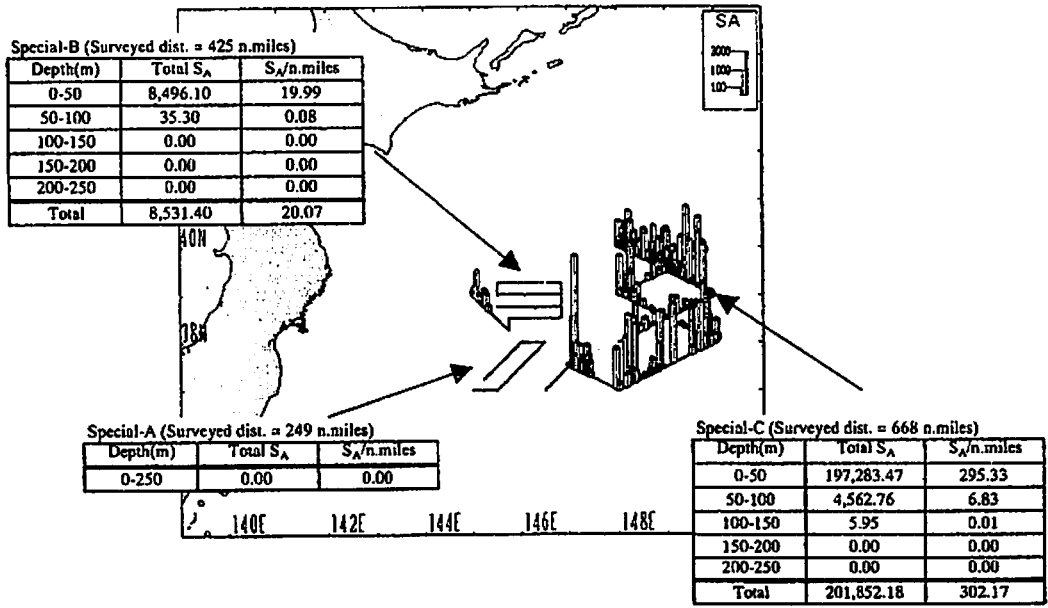 SA
2000
1000
100
Special-B (Surveyed dist. = 425 n.miles)
Depth(m) Total SA SA/n.miles
0-50 8,496.10 19.99
50-100 35.30 0.08
100-150 0.00 0.00
150-200 0.00 0.00
200-250 0.00 0.00
Total 8,531.40 20.07
40N
38N
Special-A (Surveyed dist. = 249 n.miles)
Depth(m) Total SA SA/n.miles
0-250 0.00 0.00
140E 142E 144E 146E 148E
Special-C (Surveyed dist. = 668 n.miles)
Depth(m) Total SA SA/n.miles
0-50 197,283.47 295.33
50-100 4,562.76 6.83
100-150 5.95 0.01
150-200 0.00 0.00
200-250 0.00 0.00
Total 201,852.18 302.17